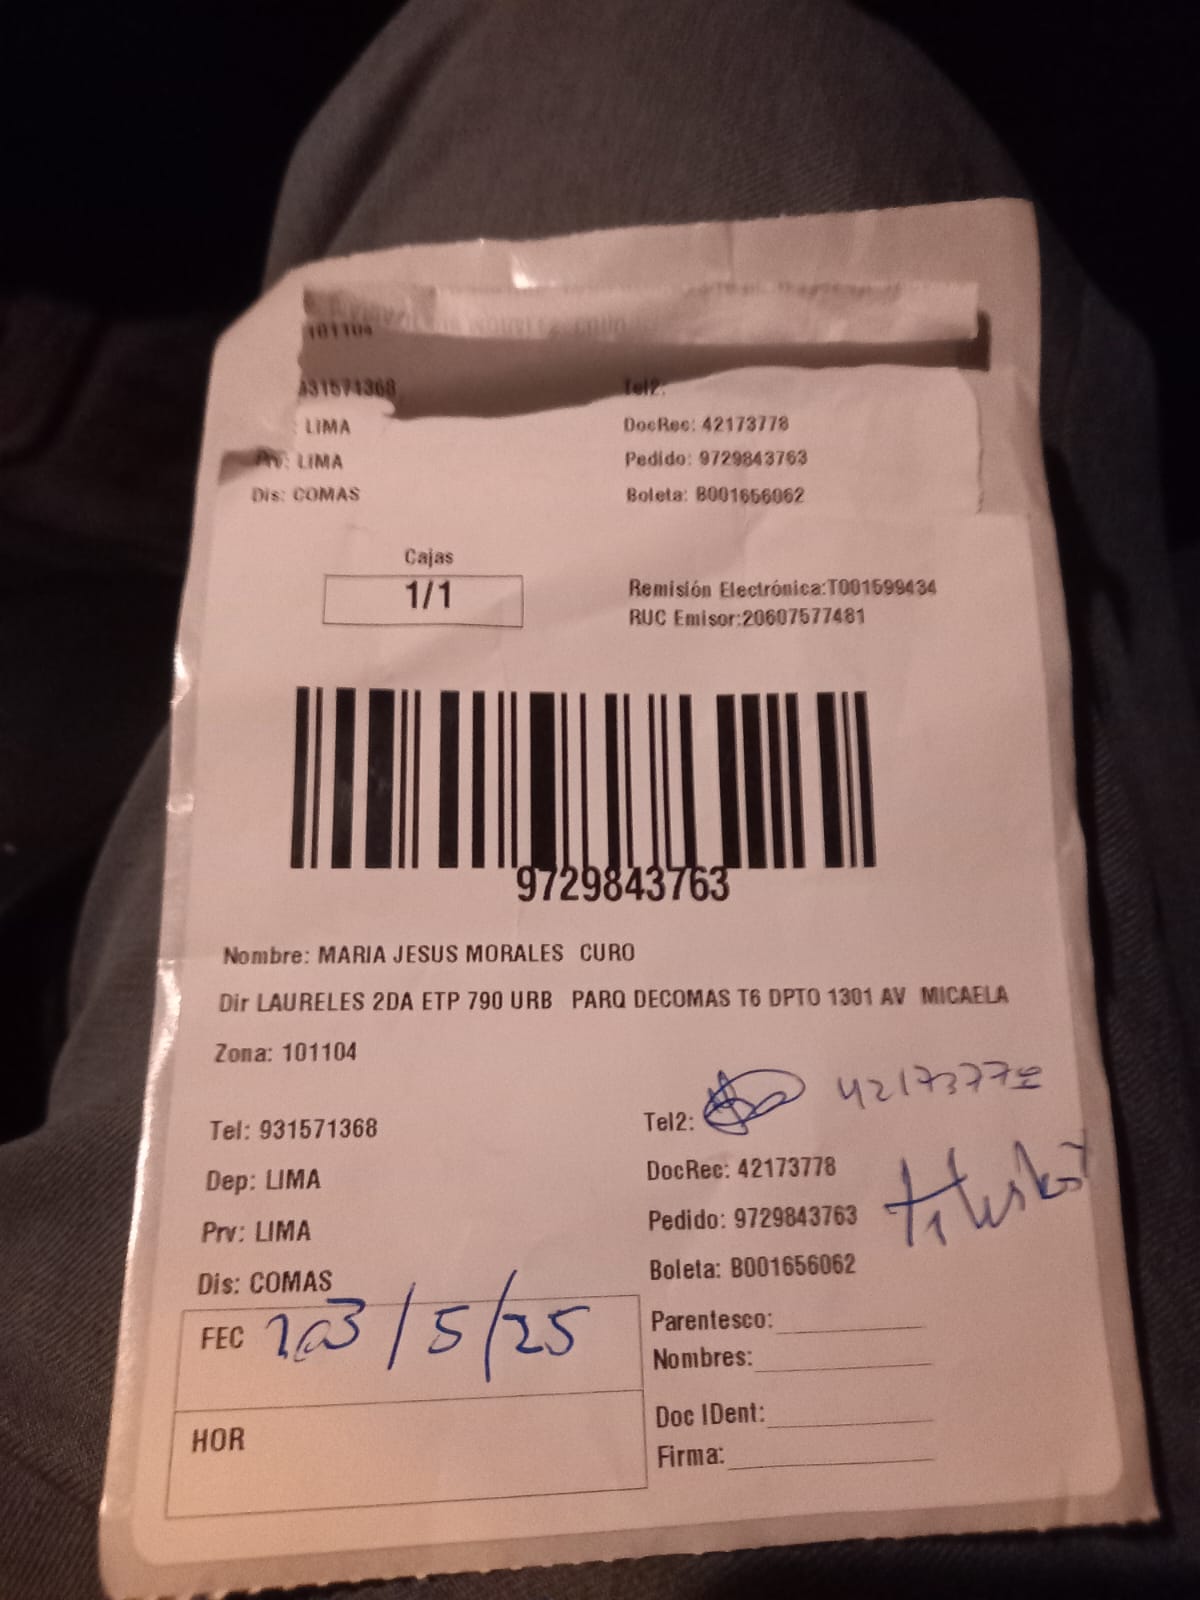 101104
931571368 Tel2:
: LIMA DocRec: 42173778
Prv: LIMA Pedido: 9729843763
Dis: COMAS Boleta: B001656062
Cajas
1/1
Remisión Electrónica:T001599434
RUC Emisor:20607577481
9729843763
Nombre: MARIA JESUS MORALES CURO
Dir LAURELES 2DA ETP 790 URB PARQ DECOMAS T6 DPTO 1301 AV MICAELA
Zona: 101104
Tel: 931571368 Tel2:
Dep: LIMA DocRec: 42173778
Prv: LIMA Pedido: 9729843763
Dis: COMAS Boleta: B001656062
FEC /5/25 Parentesco:
Nombres:
HOR Doc IDent:
Firma: